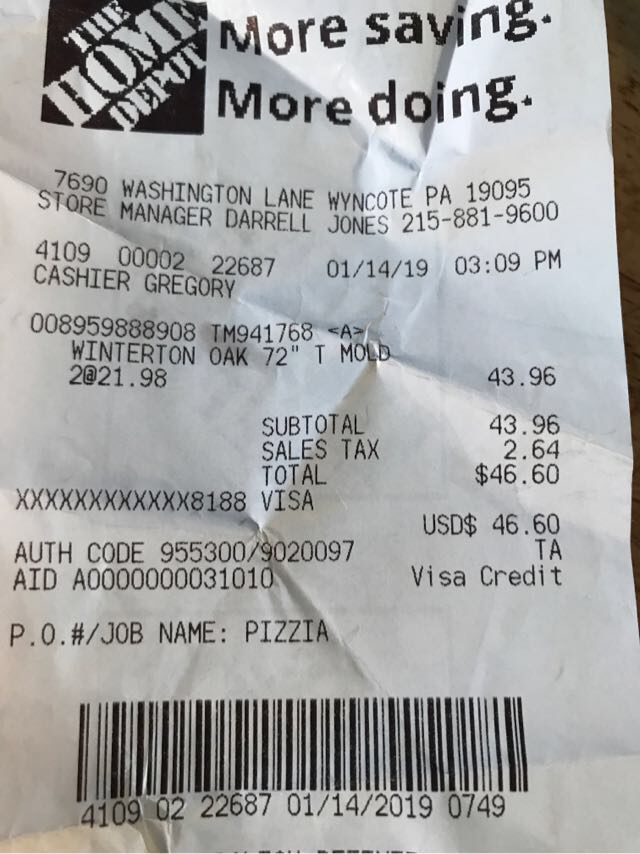 THE
HOME
DEPOT
More saving.
More doing.
7690 WASHINGTON LANE WYNCOTE PA 19095
STORE MANAGER DARRELL JONES 215-881-9600
4109 00002 22687 01/14/19 03:09 PM
CASHIER GREGORY
008959888908 TM941768 <A>
WINTERTON OAK 72" T MOLD
2@21.98 43.96
SUBTOTAL 43.96
SALES TAX 2.64
TOTAL $46.60
XXXXXXXXXXXX8188 VISA
USD$ 46.60
AUTH CODE 955300/9020097 TA
AID A0000000031010 Visa Credit
P.O.#/JOB NAME: PIZZIA
4109 02 22687 01/14/2019 0749